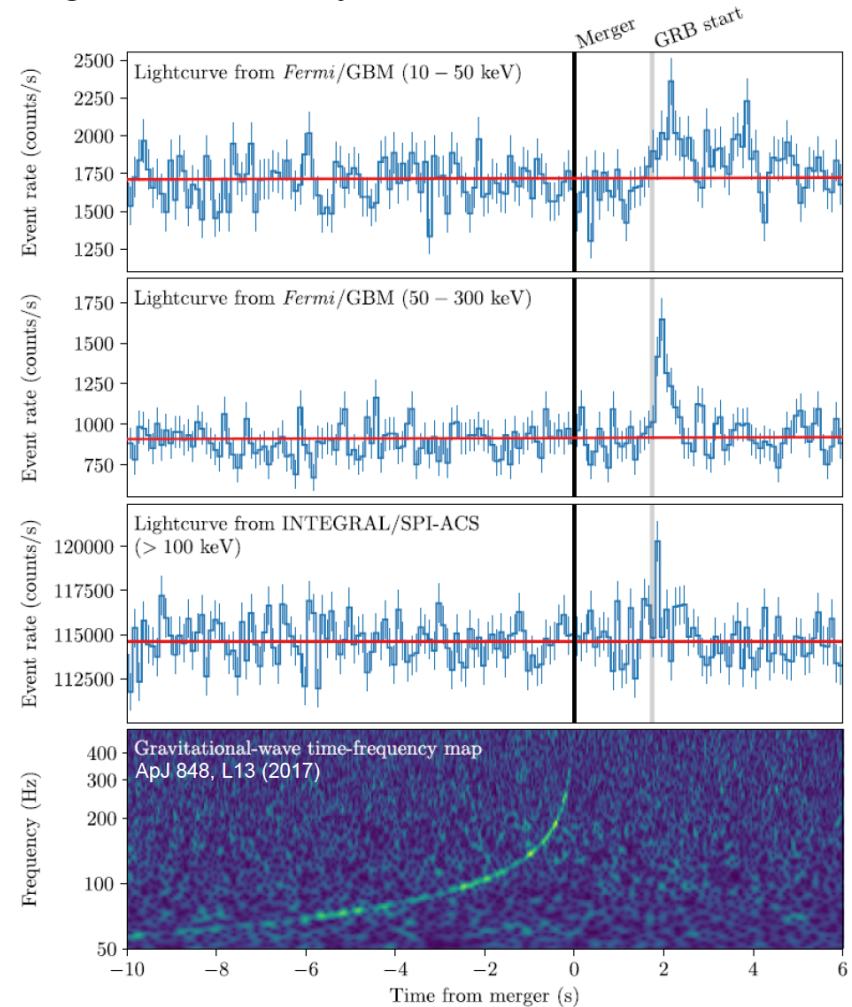 Merger
GRB start
Lightcurve from Fermi/GBM (10 − 50 keV)
Event rate (counts/s)
2500
2250
2000
1750
1500
1250
Lightcurve from Fermi/GBM (50 − 300 keV)
Event rate (counts/s)
1750
1500
1250
1000
750
Lightcurve from INTEGRAL/SPI-ACS
(> 100 keV)
Event rate (counts/s)
120000
117500
115000
112500
Gravitational-wave time-frequency map
ApJ 848, L13 (2017)
Frequency (Hz)
400
300
200
100
50
−10 −8 −6 −4 −2 0 2 4 6
Time from merger (s)